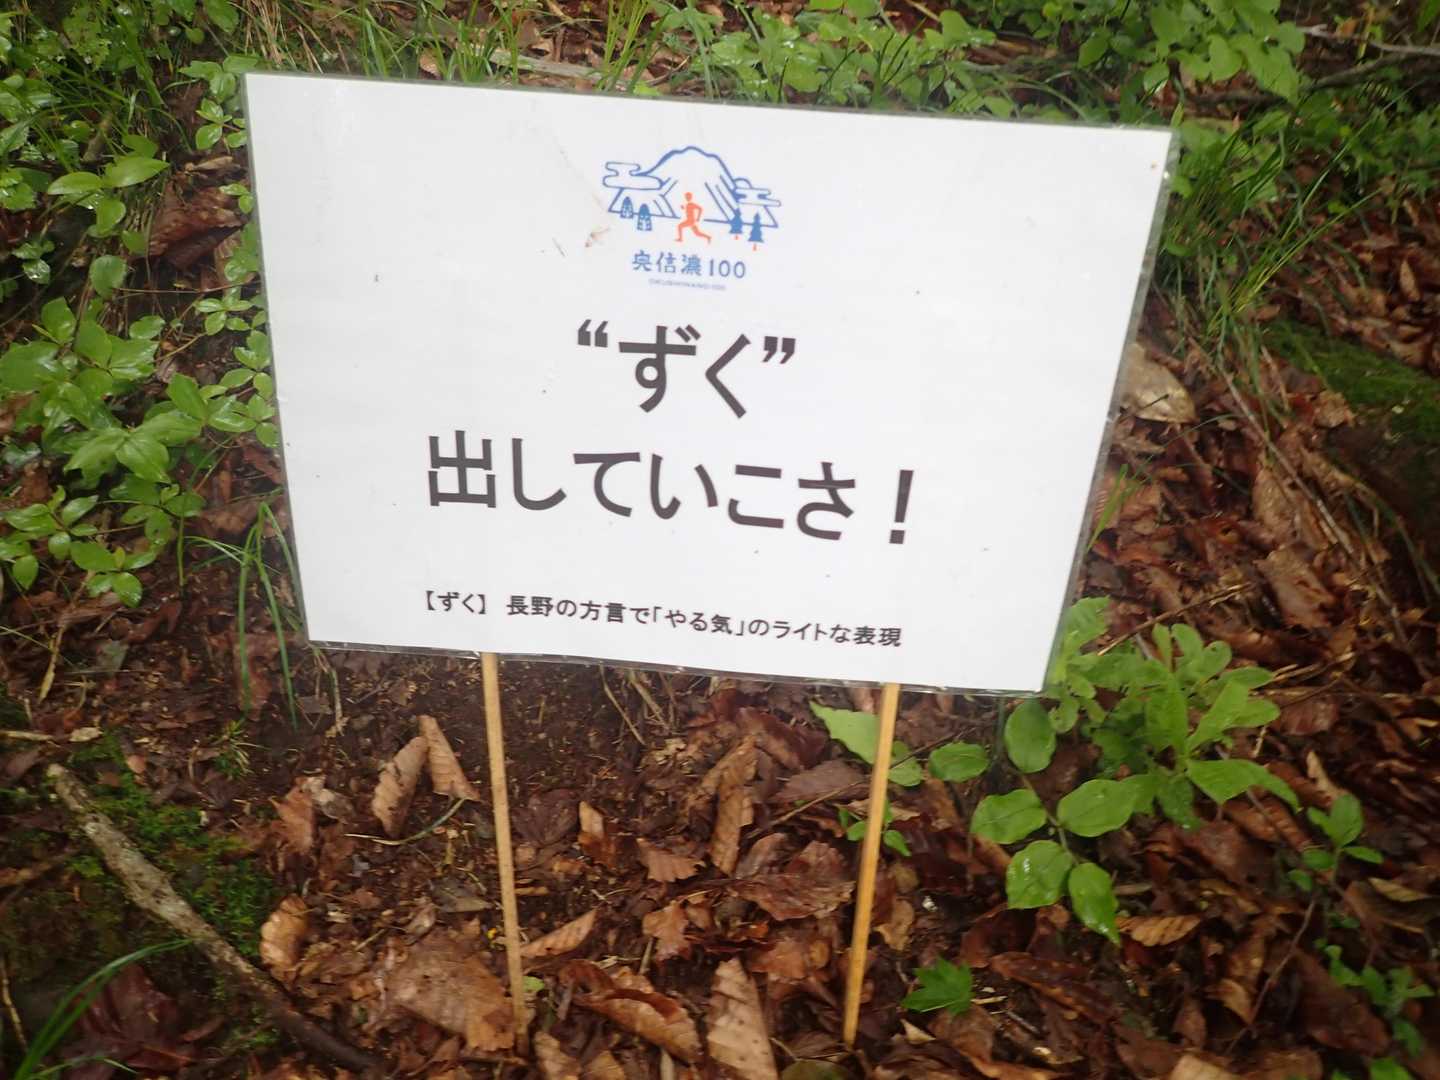 奥信濃100
OKUSHINANO 100
“ずく”
出していこさ！
【ずく】 長野の方言で「やる気」のライトな表現